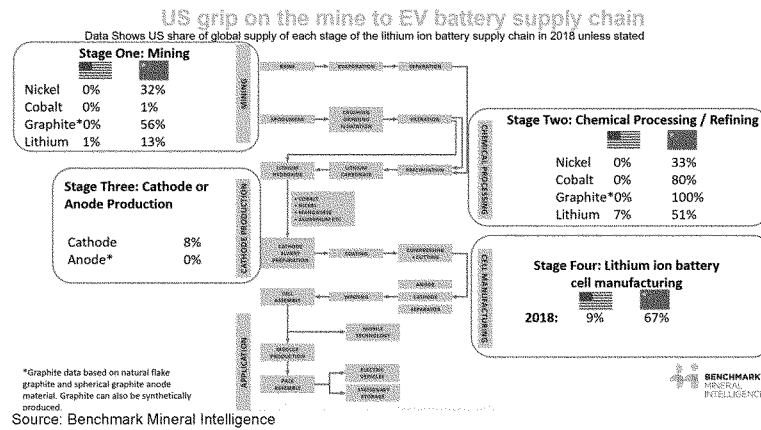 US grip on the mine to EV battery supply chain
Data Shows US share of global supply of each stage of the lithium ion battery supply chain in 2018 unless stated
Stage One: Mining
Nickel 0% 32%
Cobalt 0% 1%
Graphite*0% 56%
Lithium 1% 13%
MINING
EVAPORATION
CRUSHING
GRINDING
FLOTATION
Stage Two: Chemical Processing / Refining
Nickel 0% 33%
Cobalt 0% 80%
Graphite*0% 100%
Lithium 7% 51%
CHEMICAL PROCESSING
LITHIUM
HYDROXIDE
LITHIUM
CARBONATE
Stage Three: Cathode or
Anode Production
Cathode 8%
Anode* 0%
CATHODE PRODUCTION
• COBALT
• NICKEL
• MANGANESE
CATHODE
SLURRY
PREPARATION
COATING
COMPRESSING
+ CUTTING
Stage Four: Lithium ion battery
cell manufacturing
2018: 9% 67%
CELL MANUFACTURING
ANODE
CATHODE
SEPARATOR
WINDING
CELL
ASSEMBLY
APPLICATION
MOBILE
TECHNOLOGY
MODULE
PRODUCTION
PACK
ASSEMBLY
ELECTRIC
VEHICLES
STORAGE
*Graphite data based on natural flake
graphite and spherical graphite anode
material. Graphite can also be synthetically
produced.
BENCHMARK
MINERAL
INTELLIGENCE
Source: Benchmark Mineral Intelligence